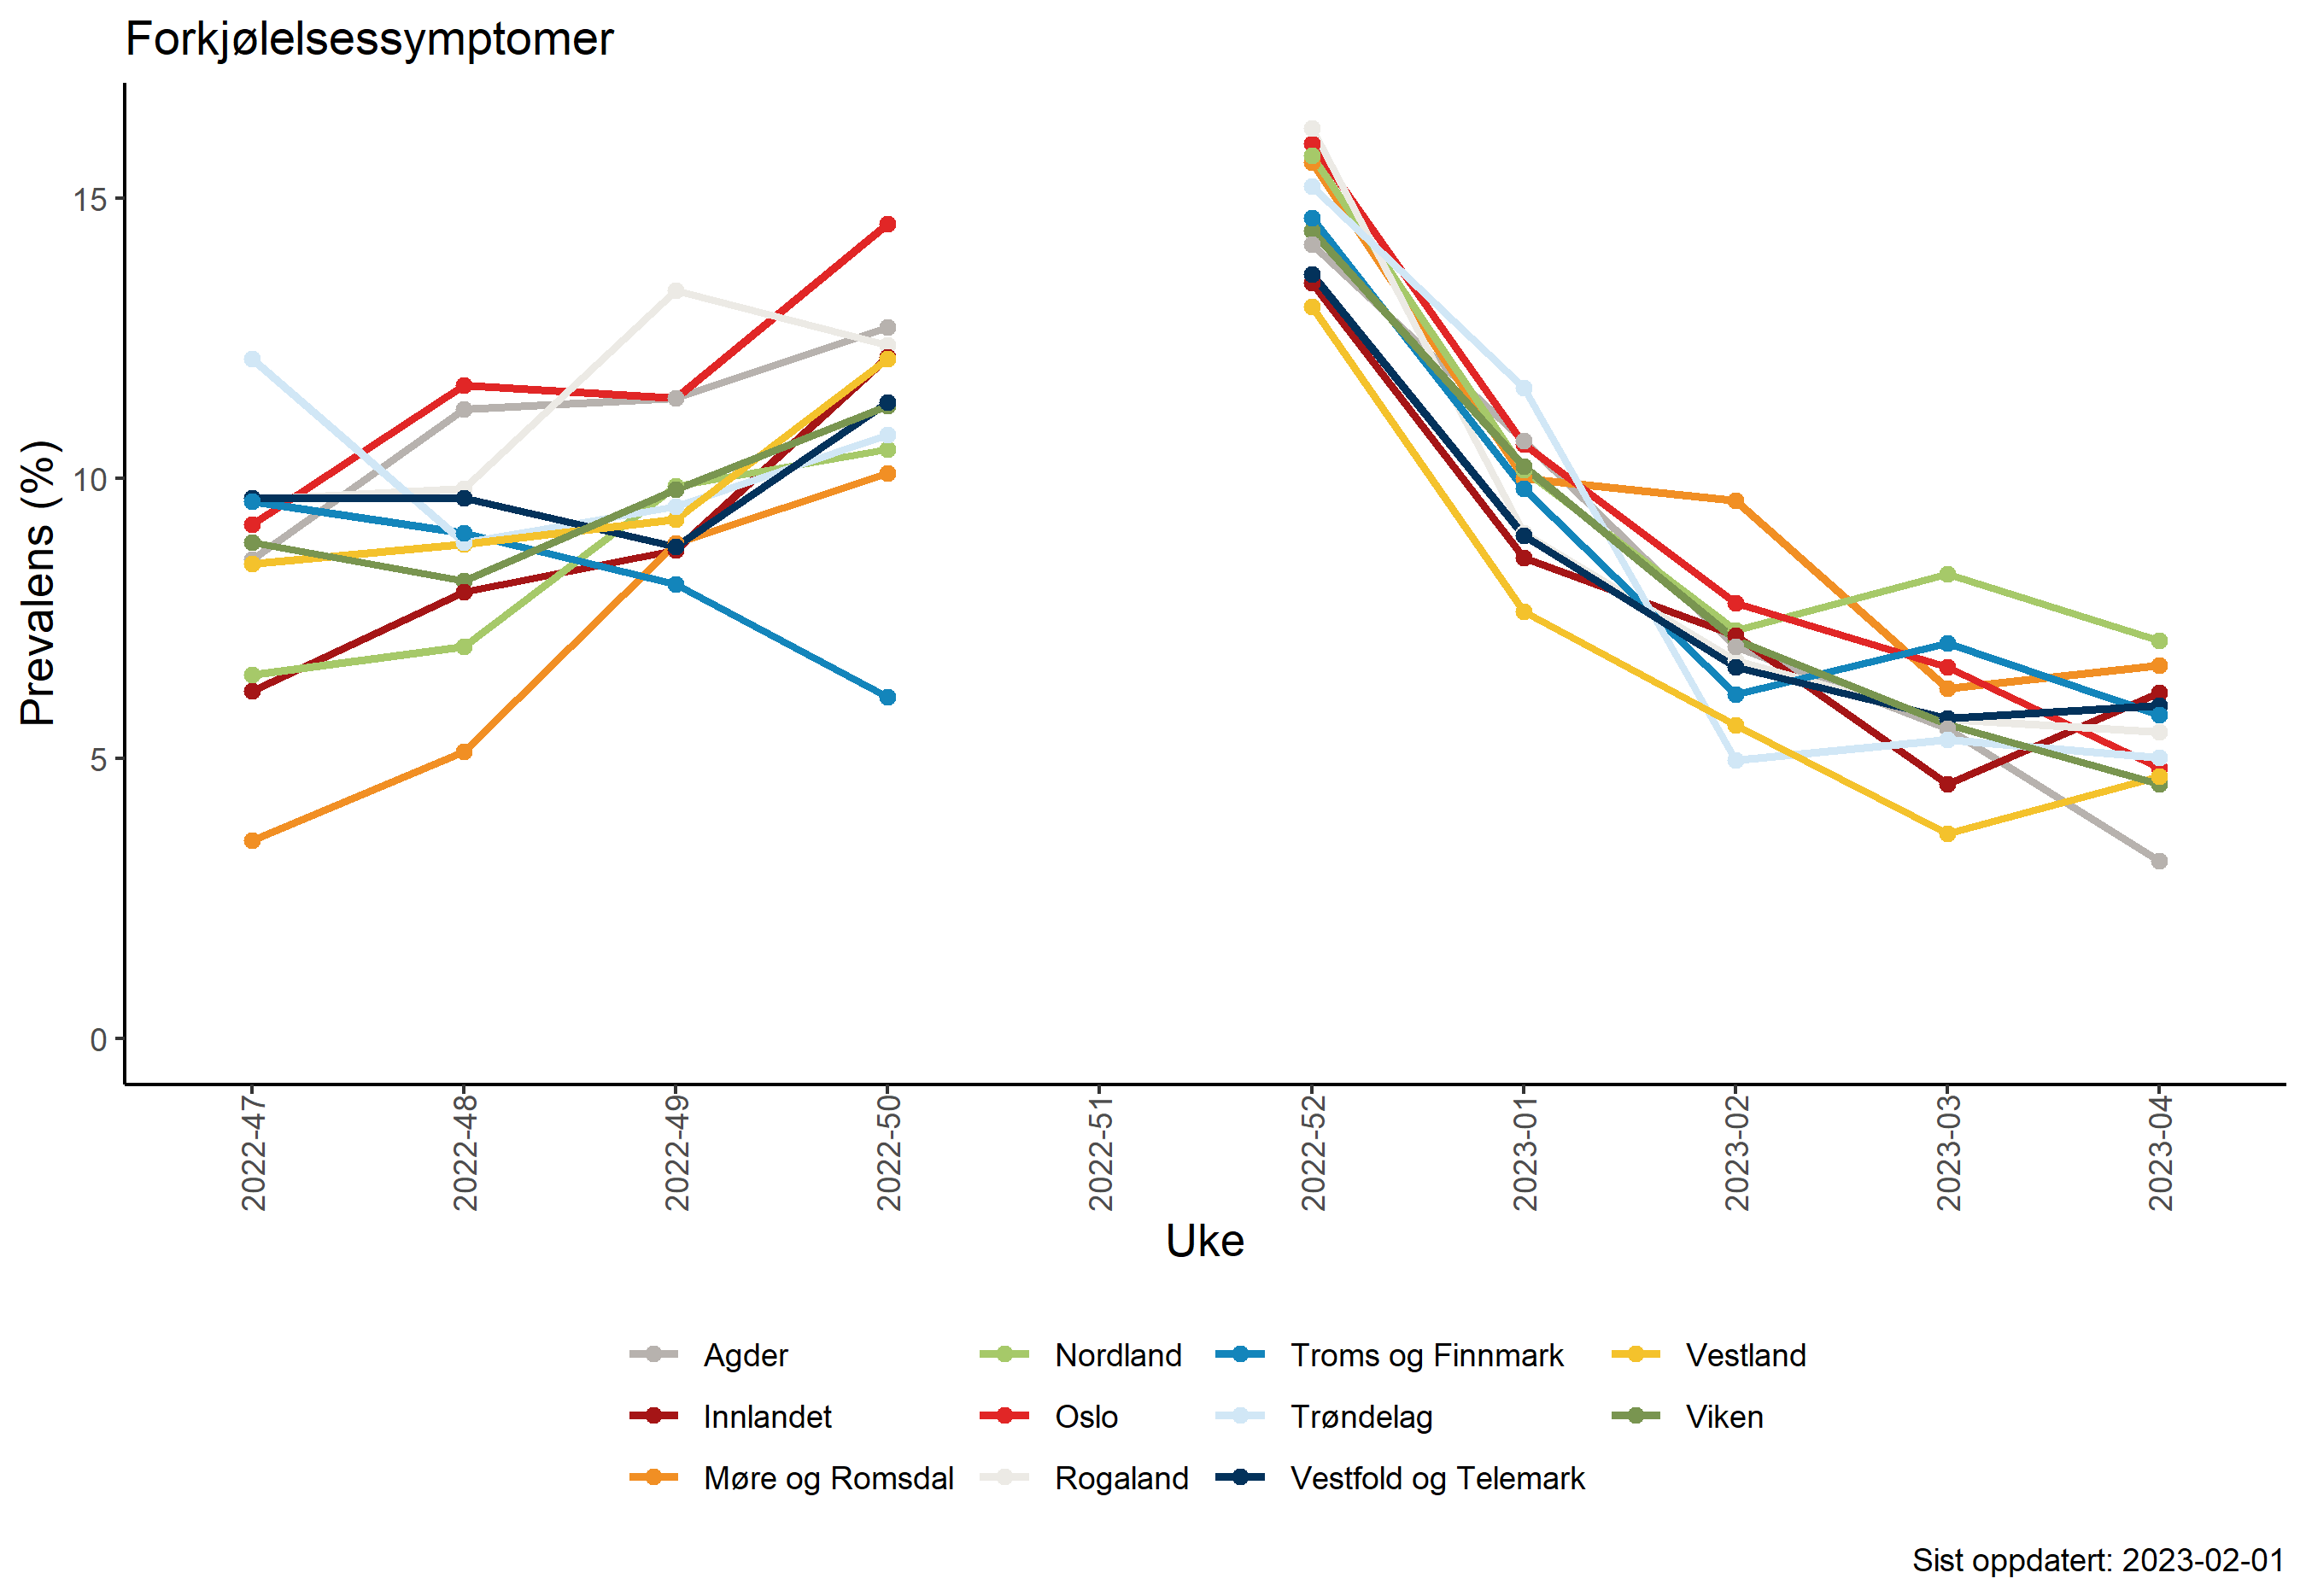 Forkjølelsessymptomer
Prevalens (%)
15
10
5
0
2022-47
2022-48
2022-49
2022-50
2022-51
2022-52
2023-01
2023-02
2023-03
2023-04
Uke
Agder
Nordland
Troms og Finnmark
Vestland
Innlandet
Oslo
Trøndelag
Viken
Møre og Romsdal
Rogaland
Vestfold og Telemark
Sist oppdatert: 2023-02-01